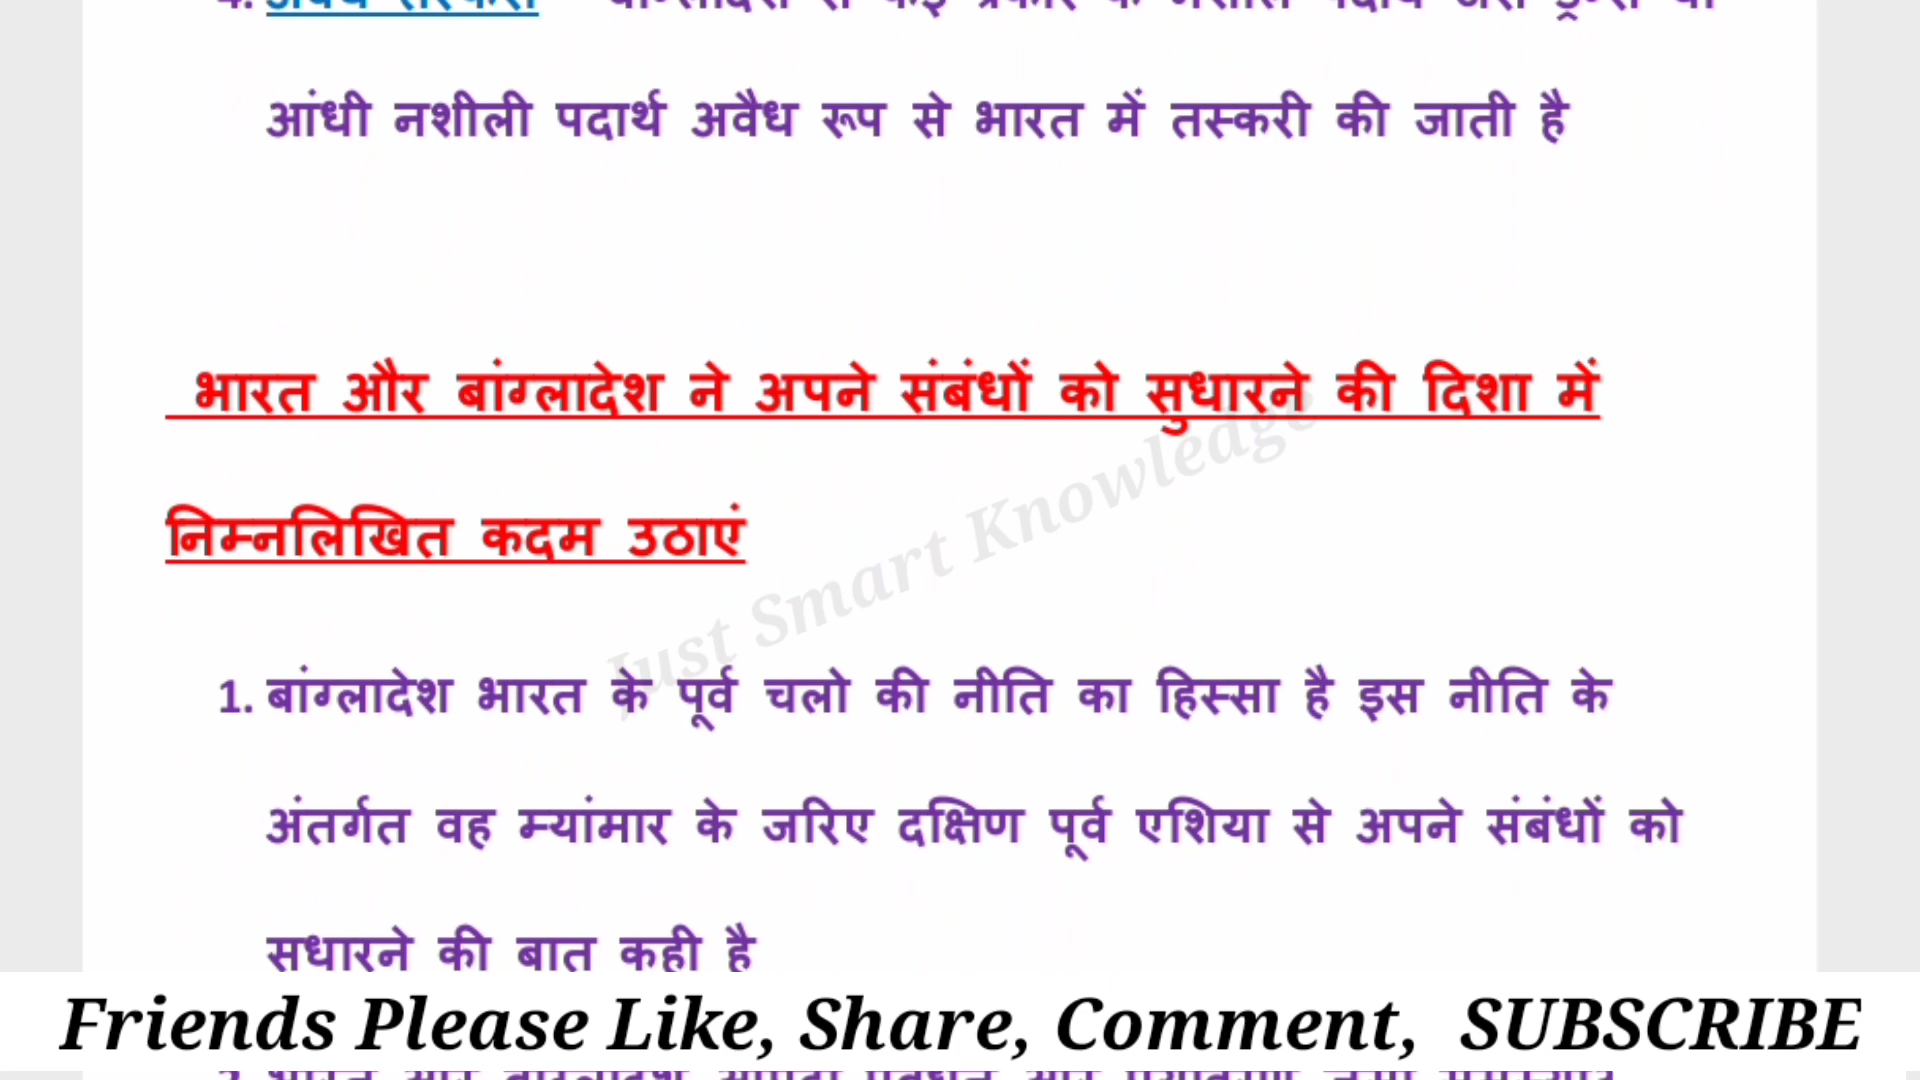 आंधी नशीली पदार्थ अवैध रूप से भारत में तस्करी की जाती है
भारत और बांग्लादेश ने अपने संबंधों को सुधारने की दिशा में
निम्नलिखित कदम उठाएं
Just Smart Knowledge
1. बांग्लादेश भारत के पूर्व चलो की नीति का हिस्सा है इस नीति के
अंतर्गत वह म्यांमार के जरिए दक्षिण पूर्व एशिया से अपने संबंधों को
सुधारने की बात कही है
Friends Please Like, Share, Comment, SUBSCRIBE